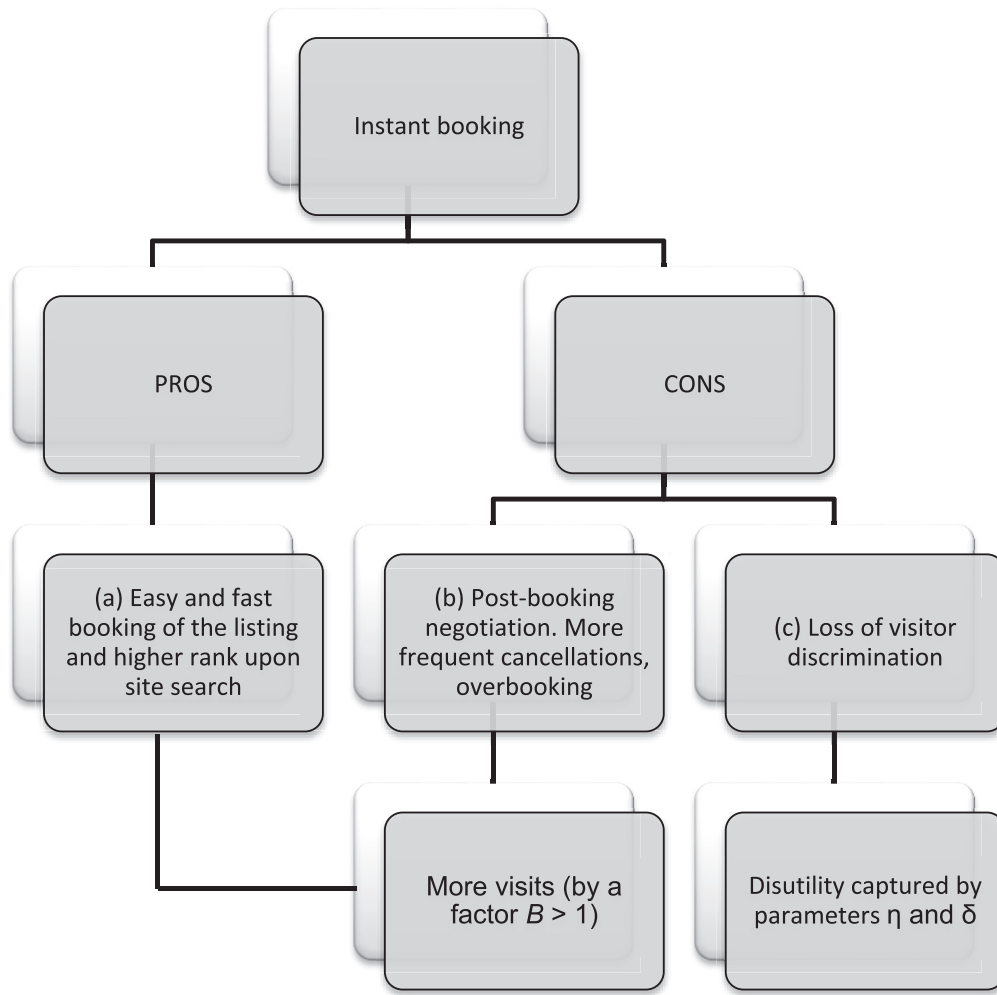 Instant booking
PROS
CONS
(a) Easy and fast
booking of the listing
and higher rank upon
site search
(b) Post-booking
negotiation. More
frequent cancellations,
overbooking
(c) Loss of visitor
discrimination
More visits (by a
factor B > 1)
Disutility captured by
parameters η and δ